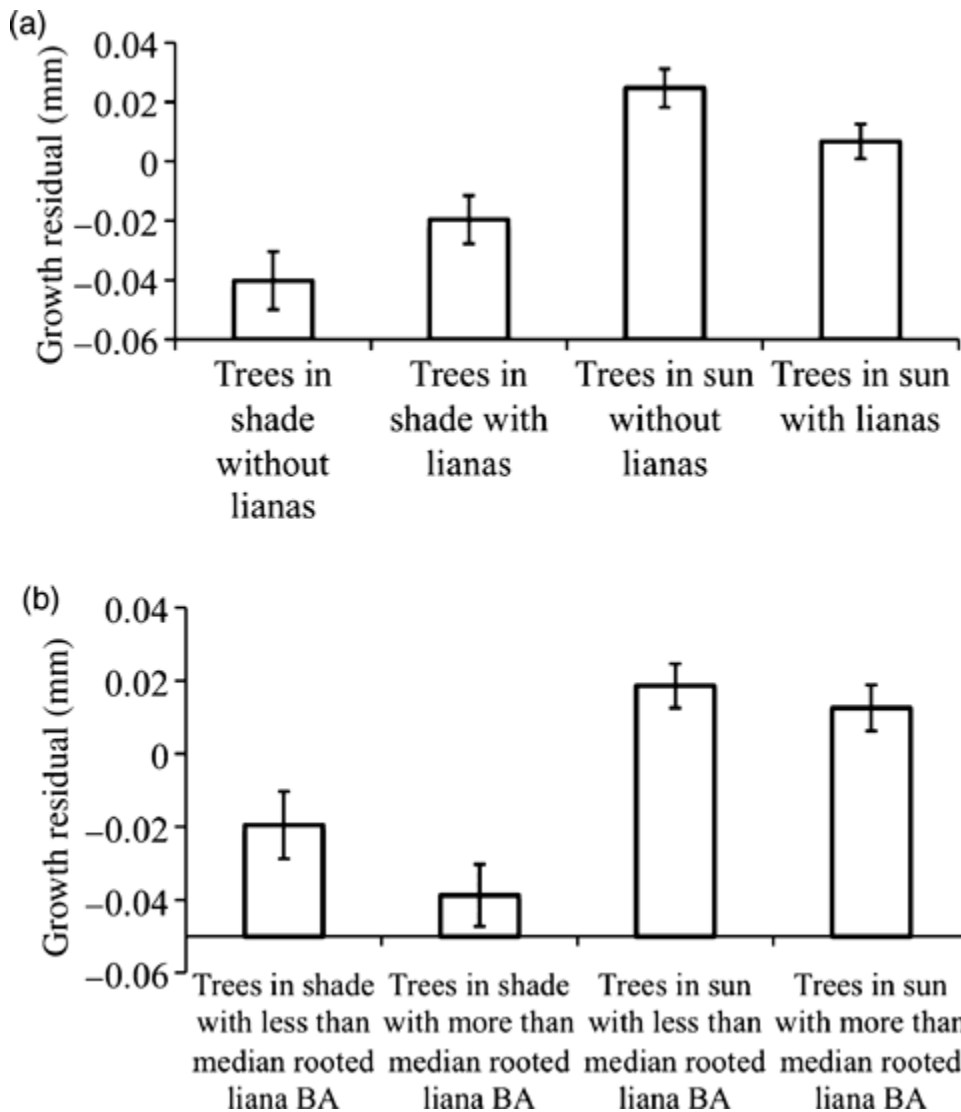 (a)
Growth residual (mm)
0.04
0.02
0
−0.02
−0.04
−0.06
Trees in
shade
without
lianas
Trees in
shade with
lianas
Trees in sun
without
lianas
Trees in sun
with lianas
(b)
Growth residual (mm)
0.04
0.02
0
−0.02
−0.04
−0.06
Trees in shade
with less than
median rooted
liana BA
Trees in shade
with more than
median rooted
liana BA
Trees in sun
with less than
median rooted
liana BA
Trees in sun
with more than
median rooted
liana BA